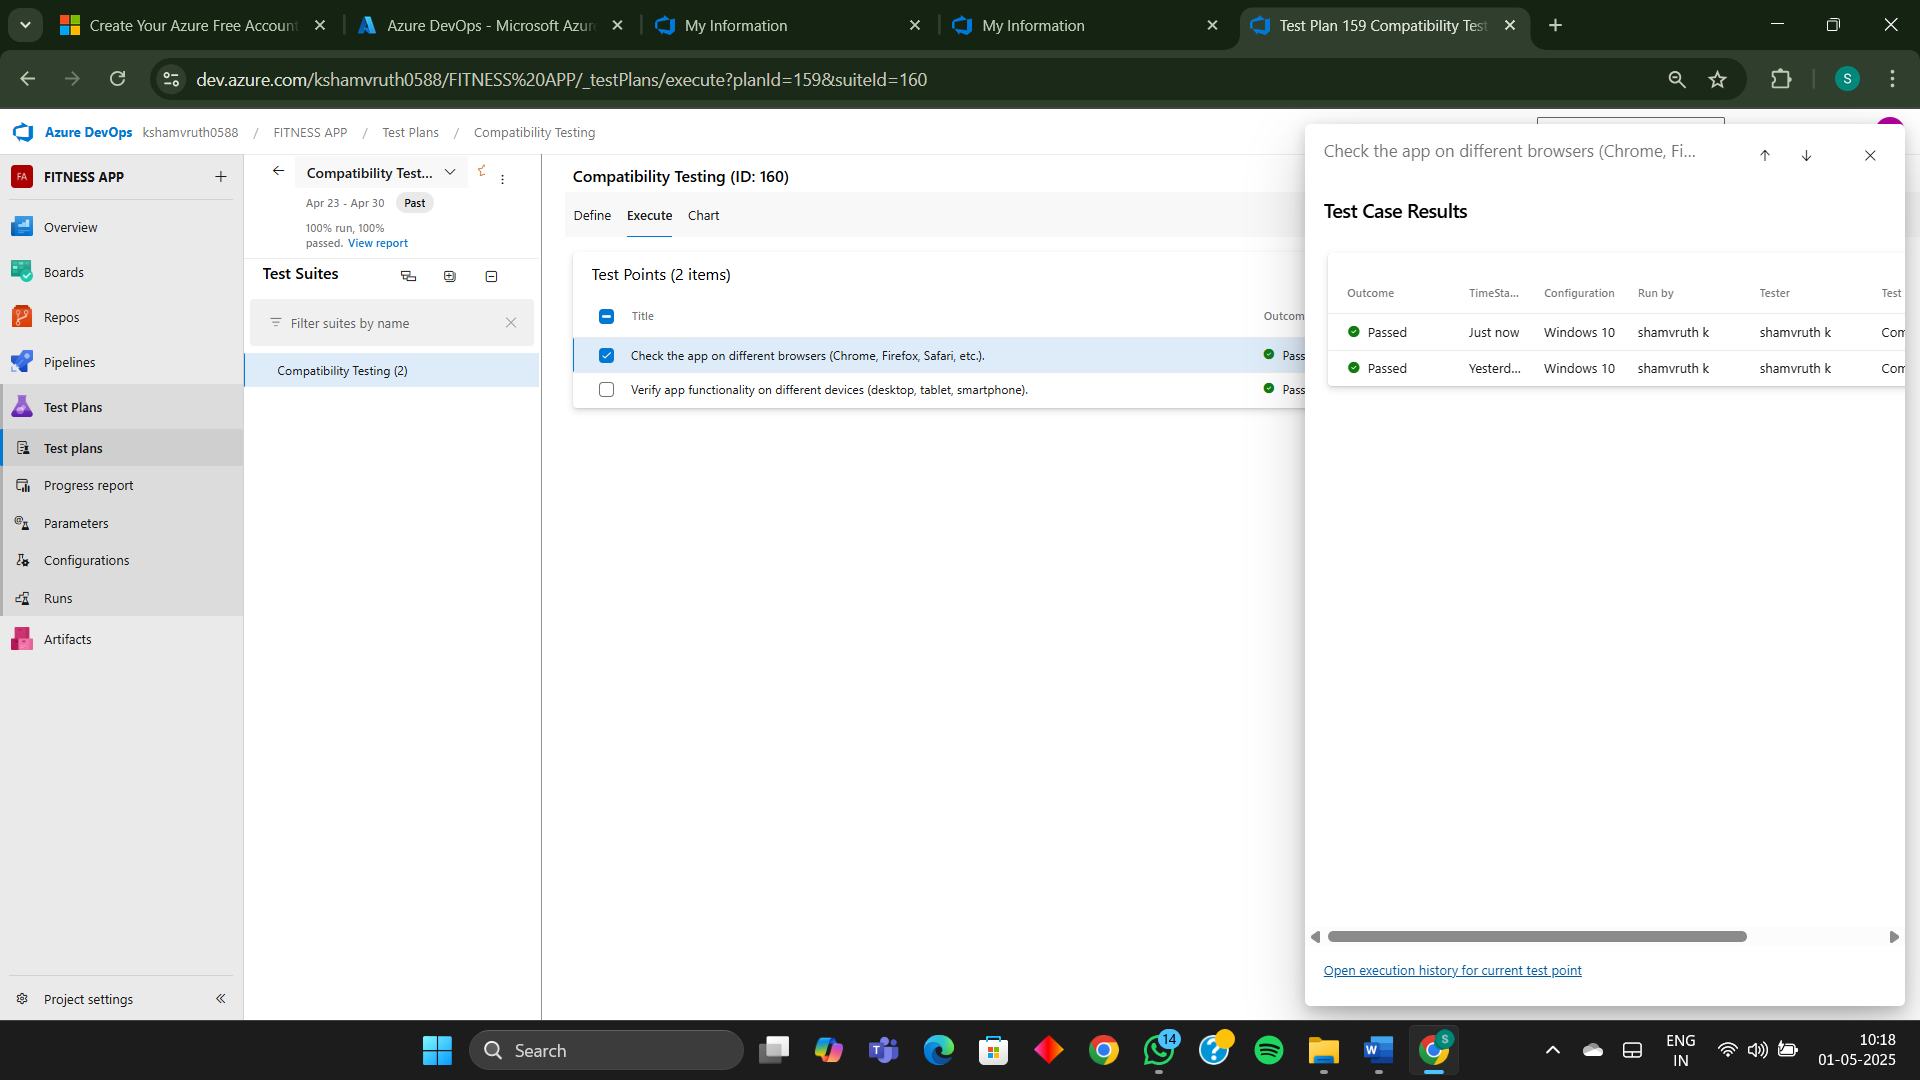 Create Your Azure Free Account
Azure DevOps - Microsoft Azure
My Information
My Information
Test Plan 159 Compatibility Test
dev.azure.com/kshamvruth0588/FITNESS%20APP/_testPlans/execute?planId=159&suiteId=160
S
Azure DevOps kshamvruth0588 / FITNESS APP / Test Plans / Compatibility Testing
FA FITNESS APP
Overview
Boards
Repos
Pipelines
Test Plans
Test plans
Progress report
Parameters
Configurations
Runs
Artifacts
Project settings
Compatibility Test...
Apr 23 - Apr 30 Past
100% run, 100%
passed. View report
Test Suites
Filter suites by name
Compatibility Testing (2)
Compatibility Testing (ID: 160)
Define Execute Chart
Test Points (2 items)
Title Outcom
Check the app on different browsers (Chrome, Firefox, Safari, etc.). Pass
Verify app functionality on different devices (desktop, tablet, smartphone). Pass
Check the app on different browsers (Chrome, Fi...
Test Case Results
Outcome TimeSta... Configuration Run by Tester Test
Passed Just now Windows 10 shamvruth k shamvruth k Com
Passed Yesterd... Windows 10 shamvruth k shamvruth k Com
Open execution history for current test point
Search
14
S
ENG
IN
10:18
01-05-2025